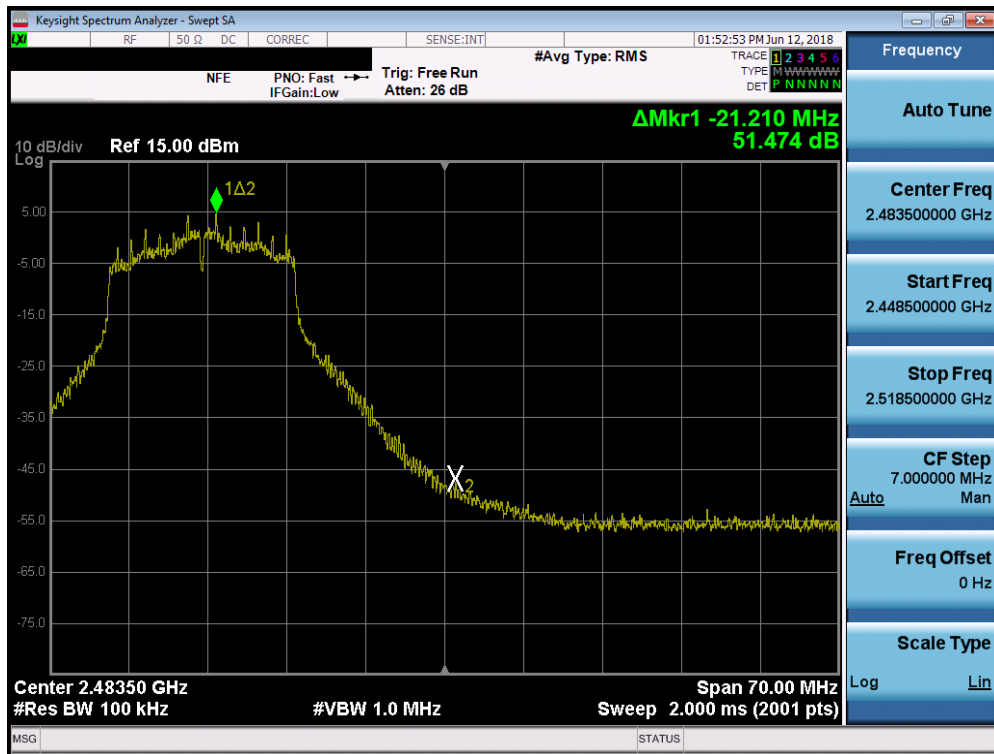 Keysight Spectrum Analyzer - Swept SA
LXI RF 50 Ω DC CORREC SENSE:INT 01:52:53 PM Jun 12, 2018
#Avg Type: RMS TRACE 1 2 3 4 5 6
NFE PNO: Fast Trig: Free Run TYPE M WWWWW
IFGain:Low Atten: 26 dB DET P N N N N N
ΔMkr1 -21.210 MHz
51.474 dB
10 dB/div Ref 15.00 dBm
Log
1Δ2
5.00
-5.00
-15.0
-25.0
-35.0
-45.0
2
-55.0
-65.0
-75.0
Center 2.48350 GHz Span 70.00 MHz
#Res BW 100 kHz #VBW 1.0 MHz Sweep 2.000 ms (2001 pts)
MSG STATUS
Frequency
Auto Tune
Center Freq
2.483500000 GHz
Start Freq
2.448500000 GHz
Stop Freq
2.518500000 GHz
CF Step
7.000000 MHz
Auto Man
Freq Offset
0 Hz
Scale Type
Log Lin